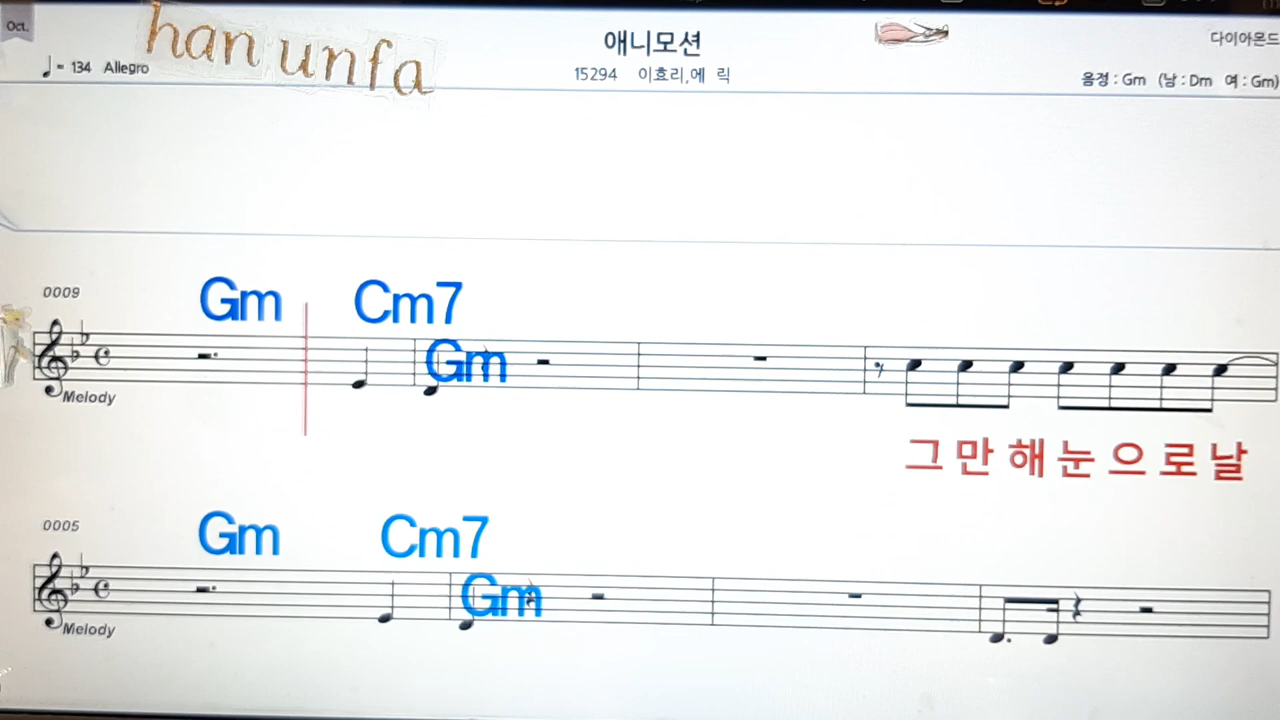 Oct.
han unfa
애니모션
다이아몬드
♩= 134 Allegro
15294 이효리,에 릭
음정 : Gm (남 : Dm 여 : Gm)
0009
Gm Cm7
Gm
Melody
그 만 해 눈 으 로 날
0005
Gm Cm7
Gm
Melody